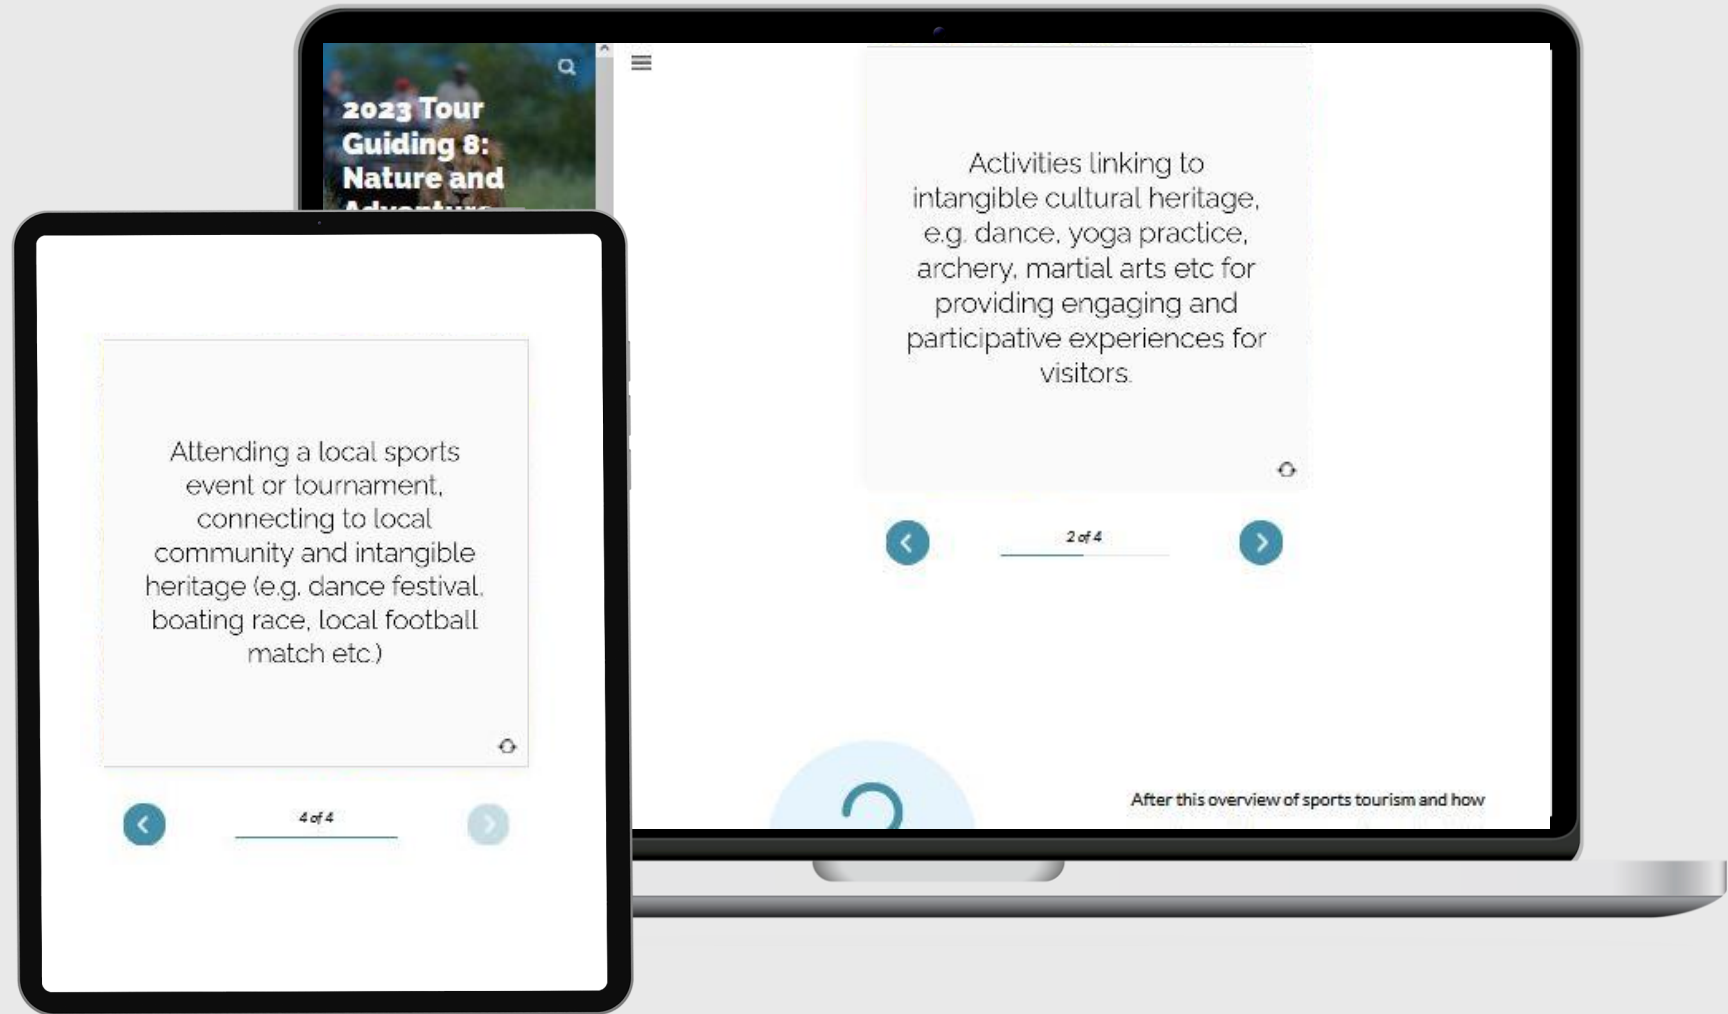 2023 Tour
Guiding 8:
Nature and
Adventure
Activities linking to
intangible cultural heritage,
e.g. dance, yoga practice,
archery, martial arts etc for
providing engaging and
participative experiences for
visitors.
2 of 4
After this overview of sports tourism and how
Attending a local sports
event or tournament,
connecting to local
community and intangible
heritage (e.g. dance festival,
boating race, local football
match etc.)
4 of 4